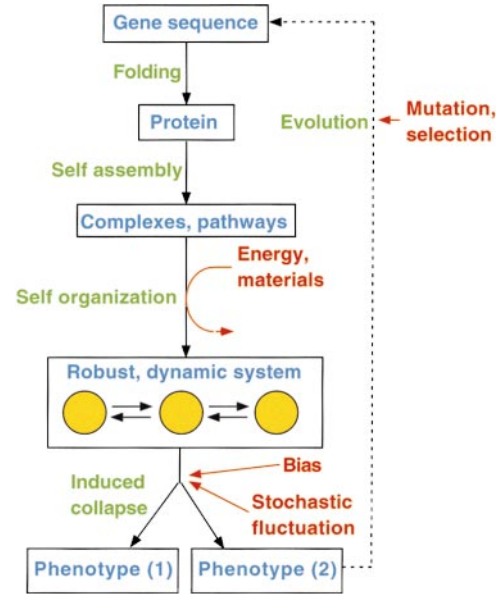 Gene sequence
Folding
Protein
Evolution
Mutation,
selection
Self assembly
Complexes, pathways
Energy,
materials
Self organization
Robust, dynamic system
Bias
Induced
collapse
Stochastic
fluctuation
Phenotype (1)
Phenotype (2)